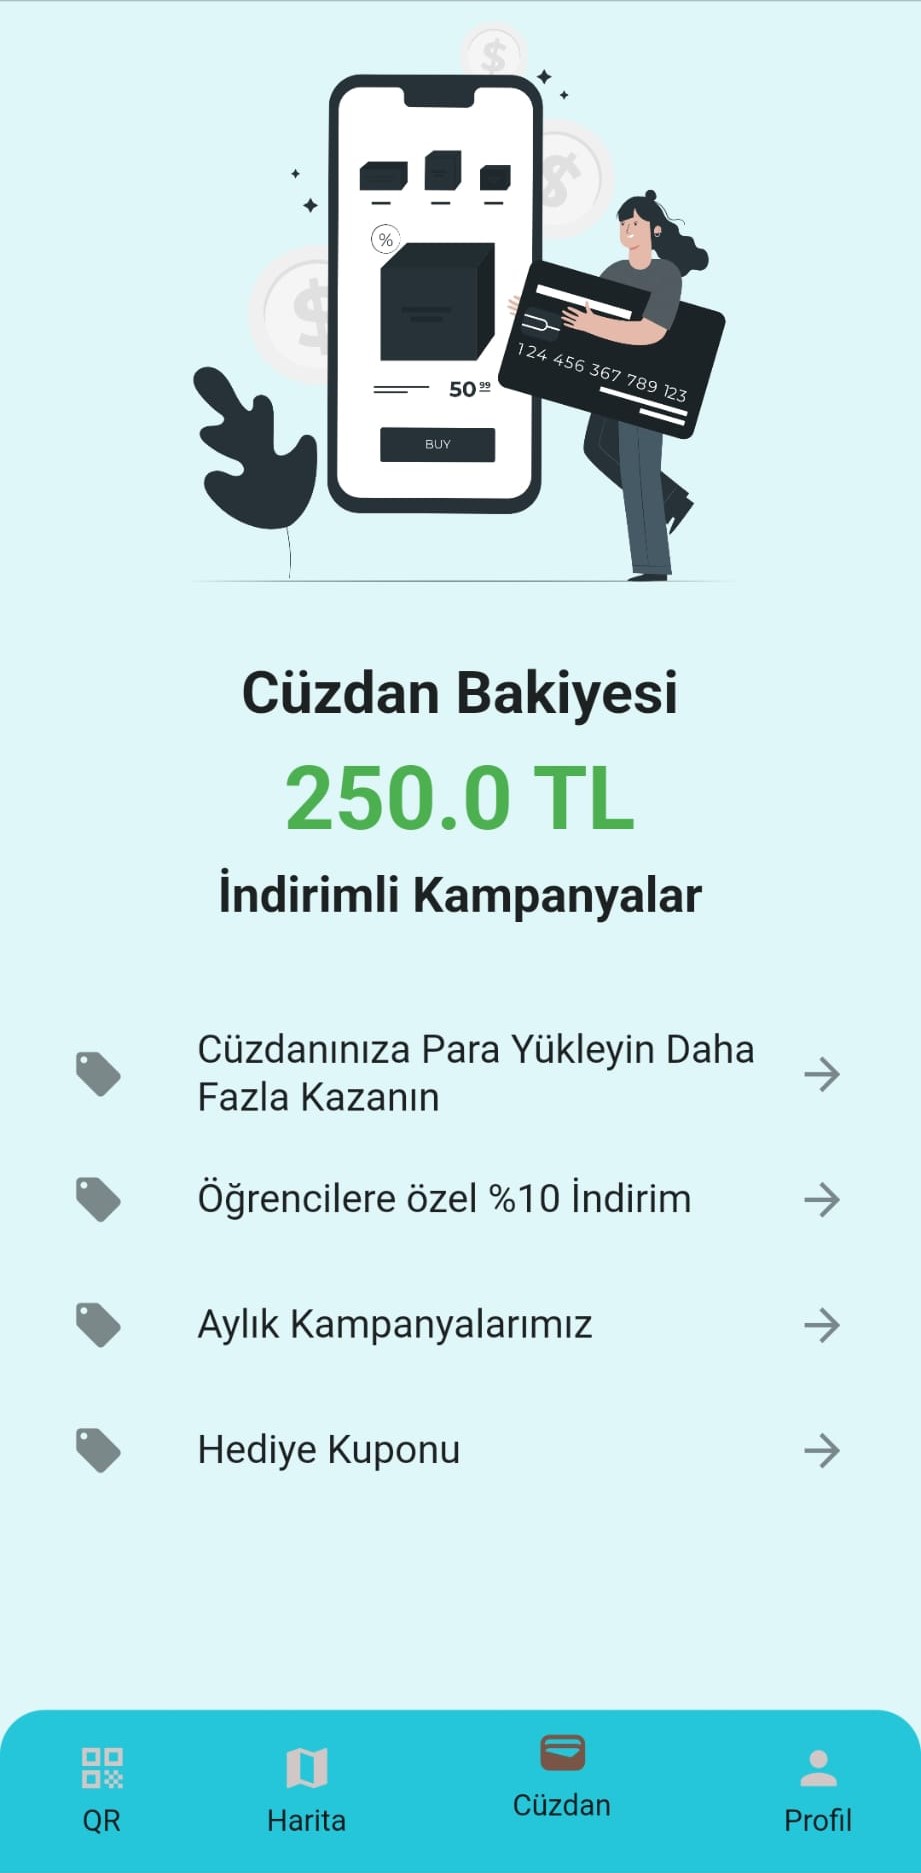 %
50 99
BUY
124 456 367 789 123
Cüzdan Bakiyesi
250.0 TL
İndirimli Kampanyalar
Cüzdanınıza Para Yükleyin Daha
Fazla Kazanın
Öğrencilere özel %10 İndirim
Aylık Kampanyalarımız
Hediye Kuponu
QR
Harita
Cüzdan
Profil